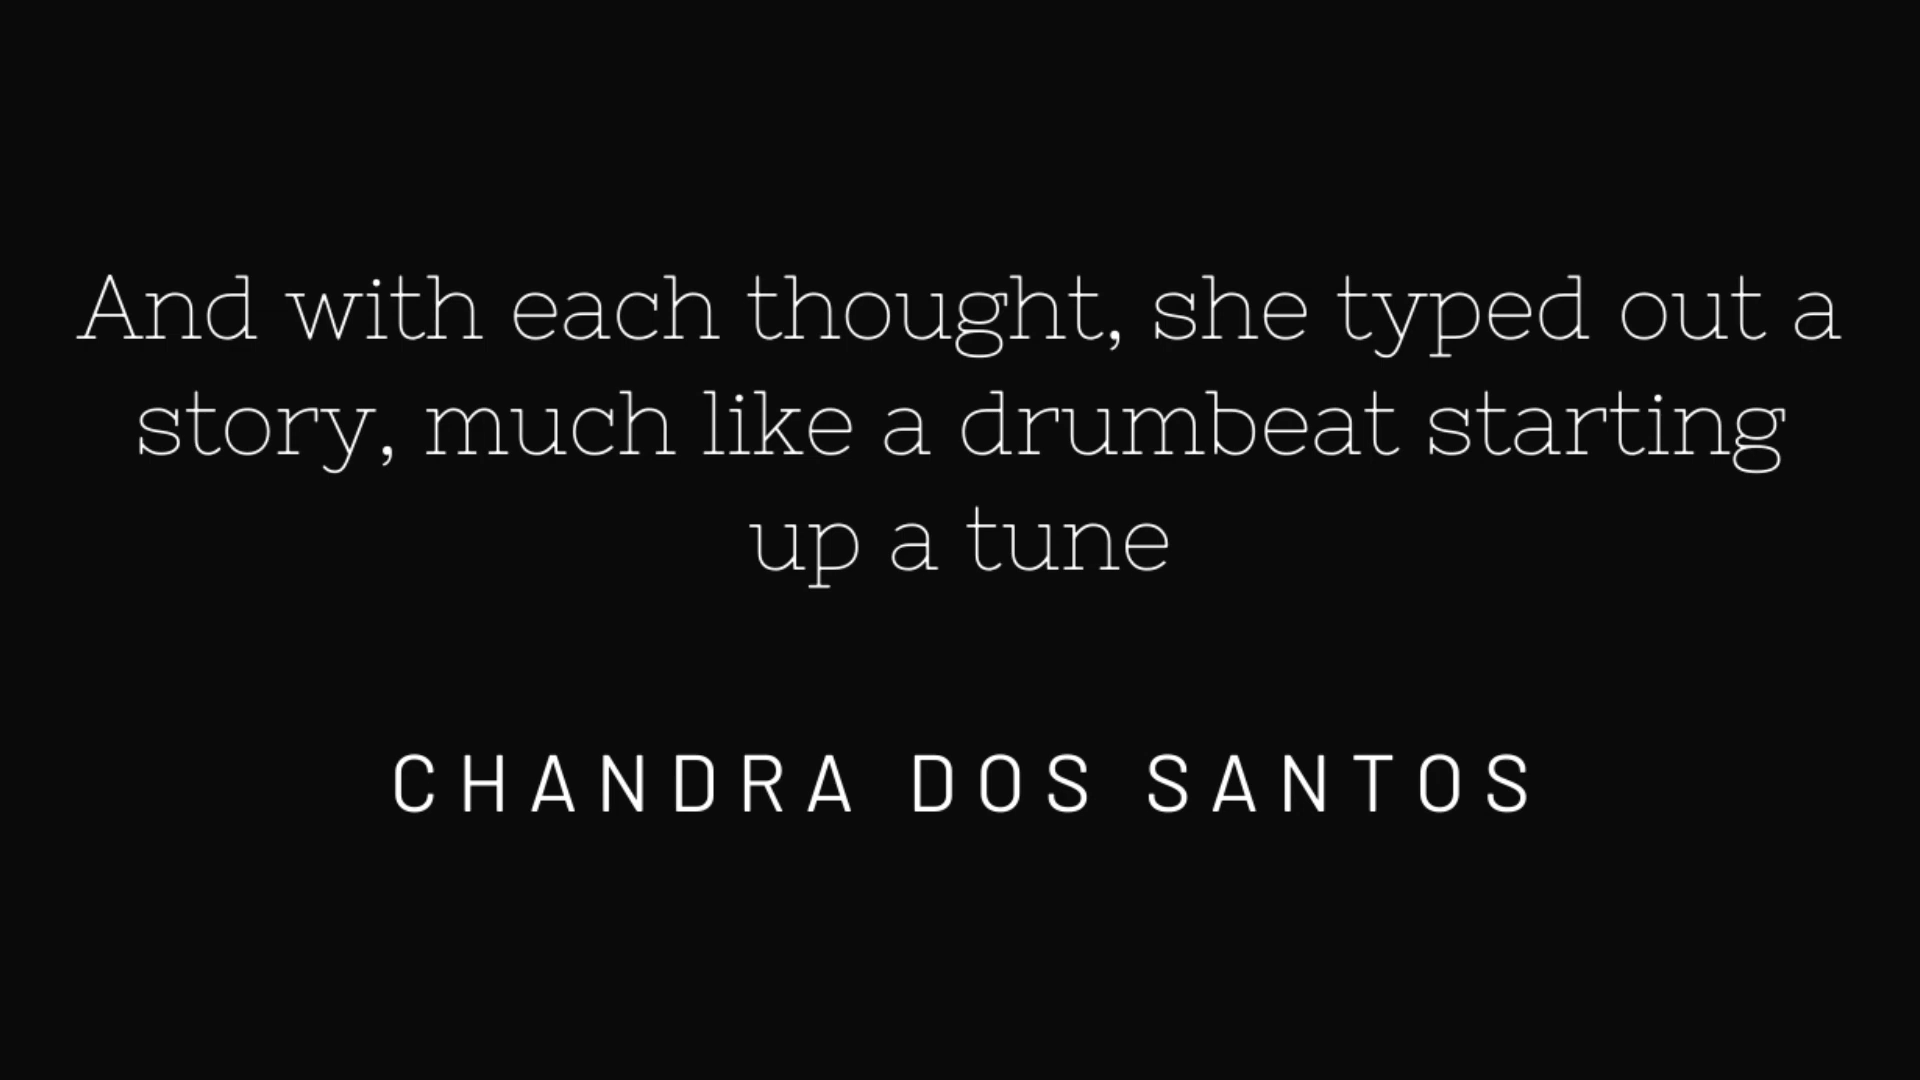 And with each thought, she typed out a
story, much like a drumbeat starting
up a tune
CHANDRA DOS SANTOS